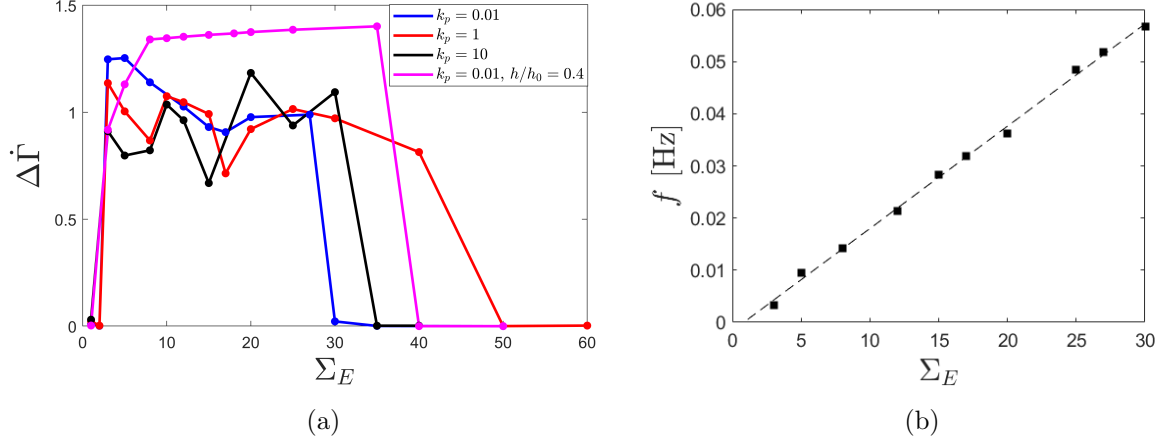 1.5
1
0.5
0
ΔΓ̇
0 10 20 30 40 50 60
Σ_E
k_p = 0.01
k_p = 1
k_p = 10
k_p = 0.01, h/h_0 = 0.4
(a)
0.06
0.05
0.04
0.03
0.02
0.01
0
f [Hz]
0 5 10 15 20 25 30
Σ_E
(b)